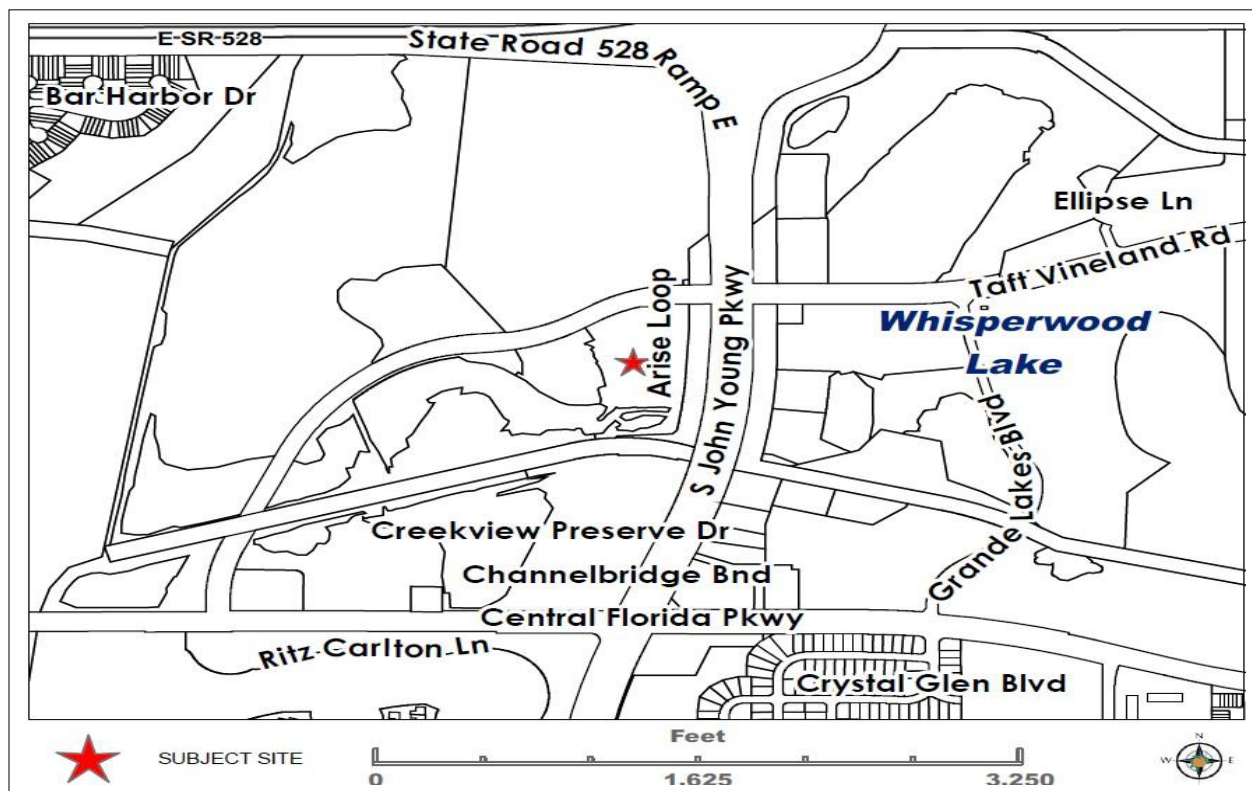 E SR 528
State Road 528
Ramp E
Bar Harbor Dr
Ellipse Ln
Taft Vineland Rd
Arise Loop
S John Young Pkwy
Whisperwood
Lake
Grande Lakes Blvd
Creekview Preserve Dr
Channelbridge Bnd
Central Florida Pkwy
Ritz Carlton Ln
Crystal Glen Blvd
SUBJECT SITE
Feet
0
1,625
3,250
N
W
E
S